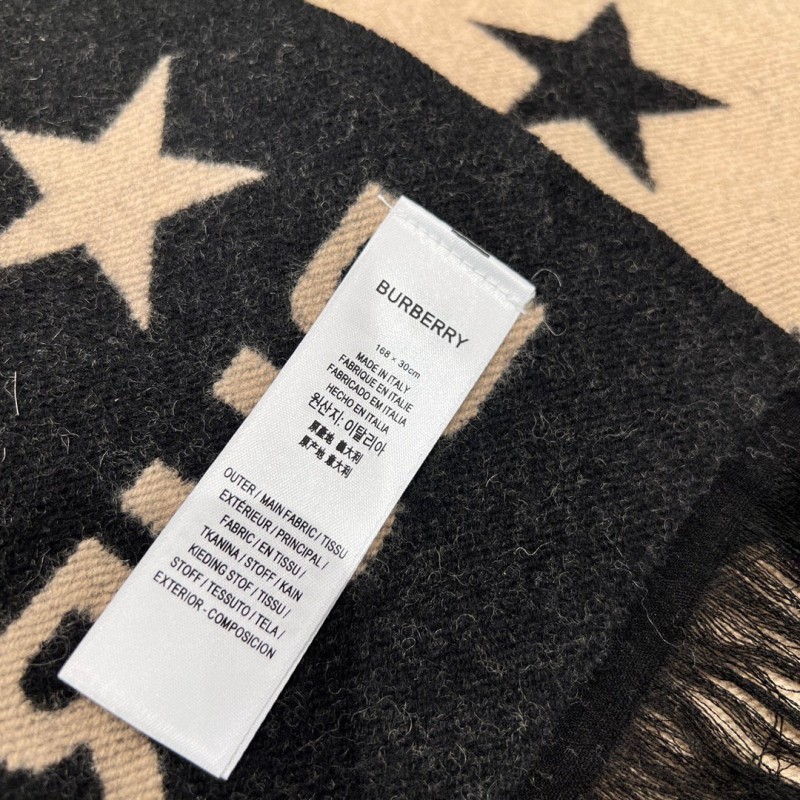 BURBERRY
168 × 30cm
MADE IN ITALY
FABRIQUE EN ITALIE
FABRICADO EM ITALIA
HECHO EN ITALIA
원산지: 이탈리아
原產地 義大利
原产地 意大利
OUTER / MAIN FABRIC / TISSU
EXTÉRIEUR / PRINCIPAL /
FABRIC / EN TISSU /
TKANINA / STOFF / KAIN
KIEDING STOF / TISSU /
STOFF / TESSUTO / TELA /
EXTERIOR - COMPOSICION